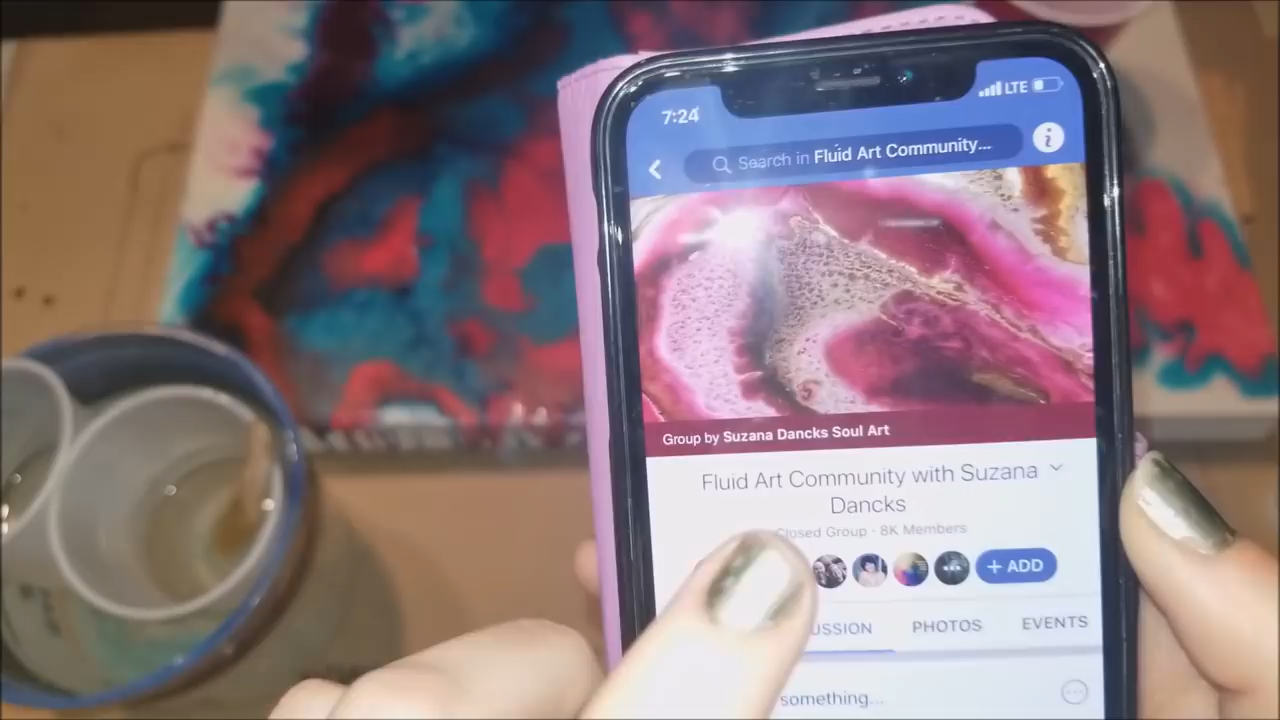 7:24
LTE
Search in Fluid Art Community...
Group by Suzana Dancks Soul Art
Fluid Art Community with Suzana
Dancks
Closed Group · 8K Members
+ ADD
USSION PHOTOS EVENTS
something...